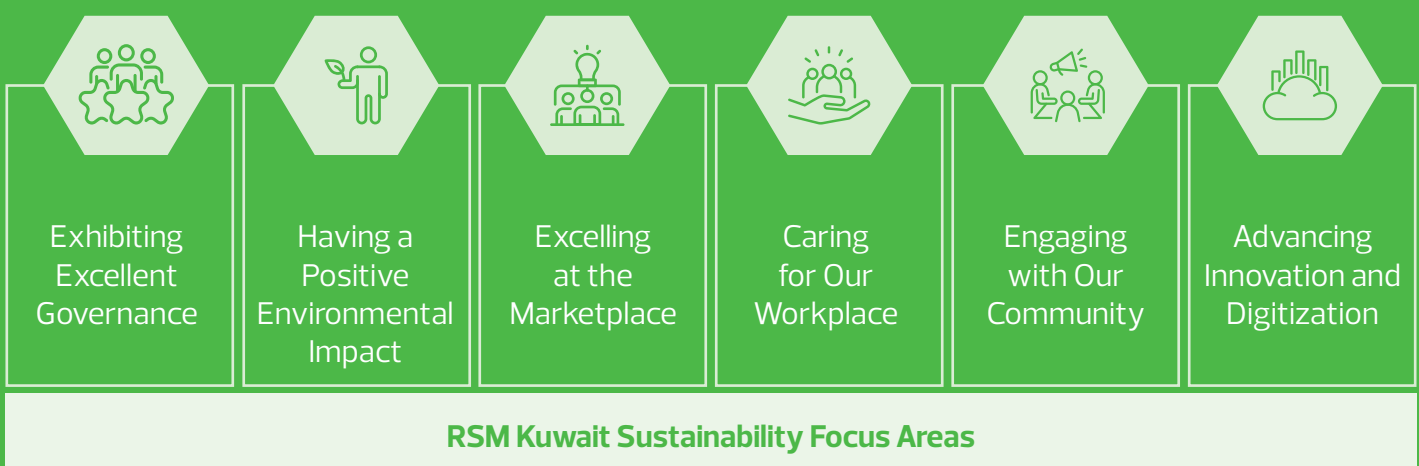 Exhibiting
Excellent
Governance
Having a
Positive
Environmental
Impact
Excelling
at the
Marketplace
Caring
for Our
Workplace
Engaging
with Our
Community
Advancing
Innovation and
Digitization
RSM Kuwait Sustainability Focus Areas